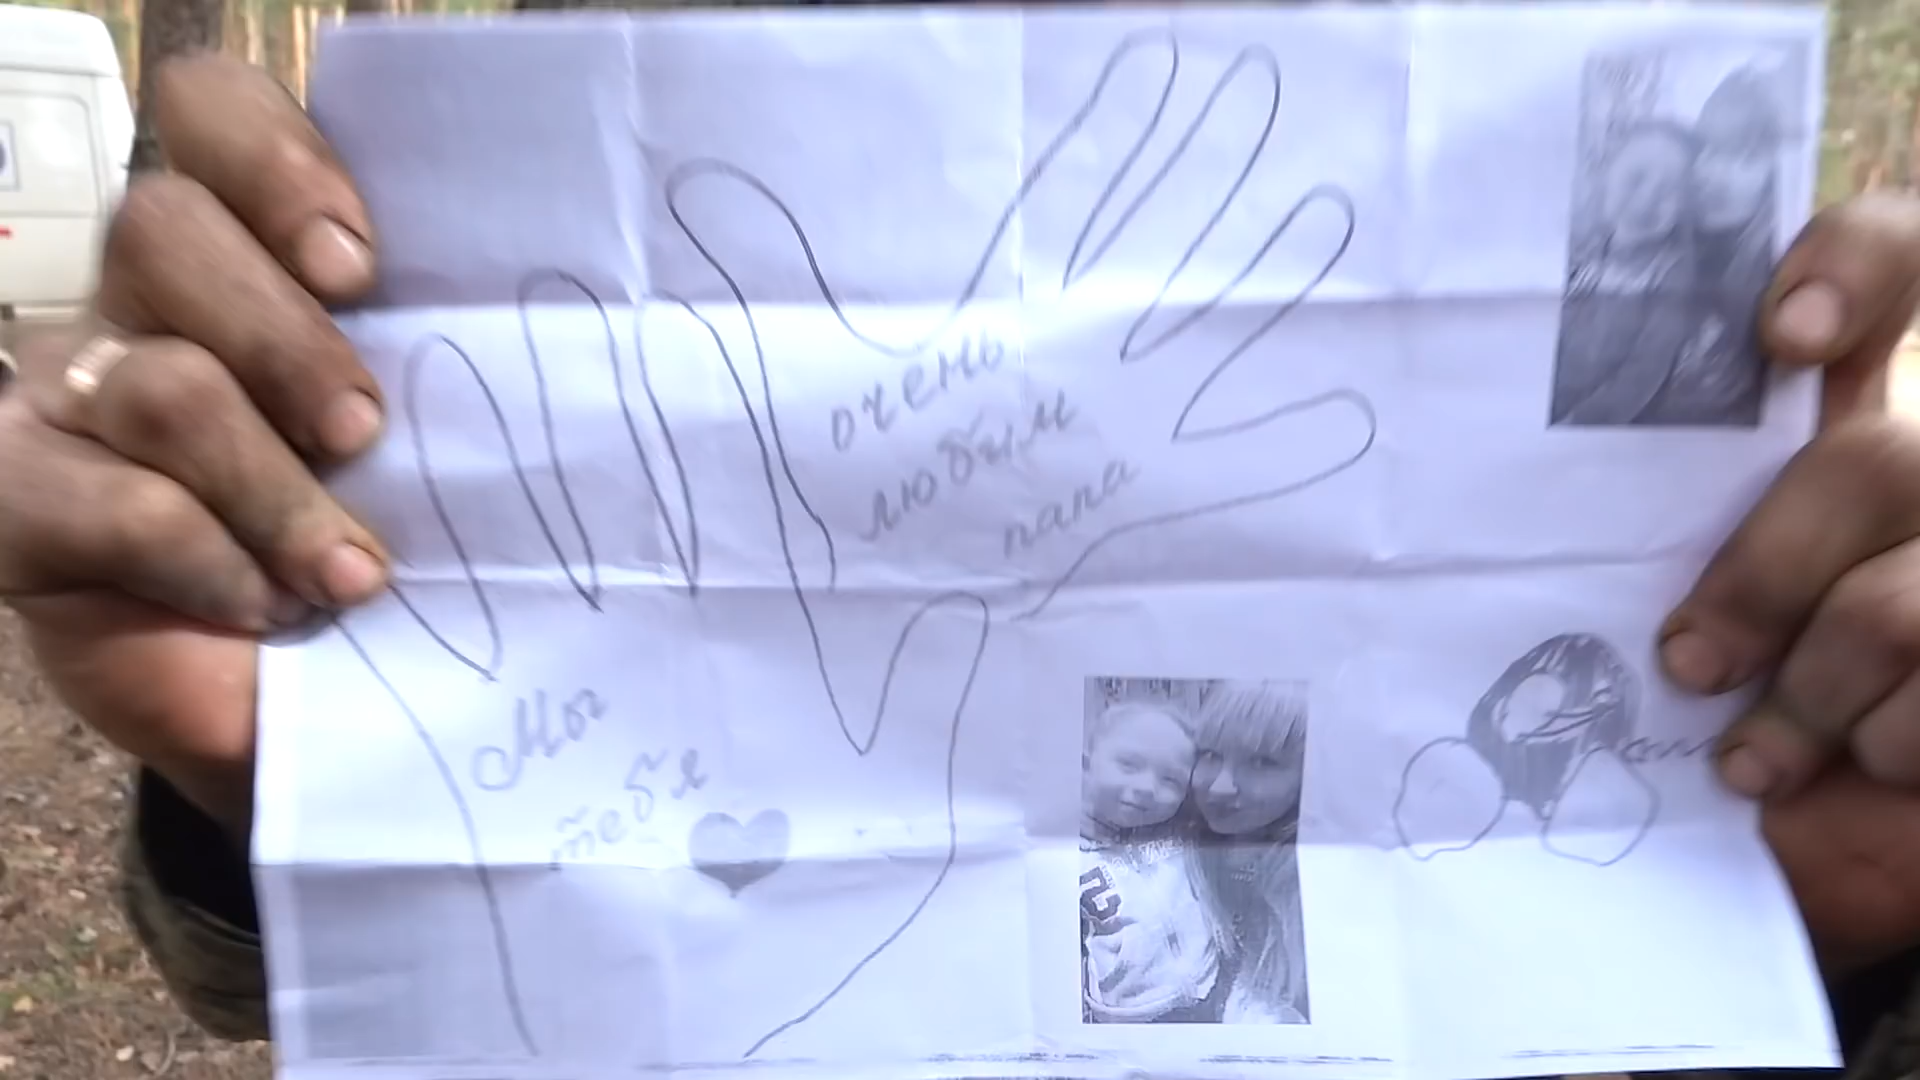 Мы
тебя
очень
любим
папа